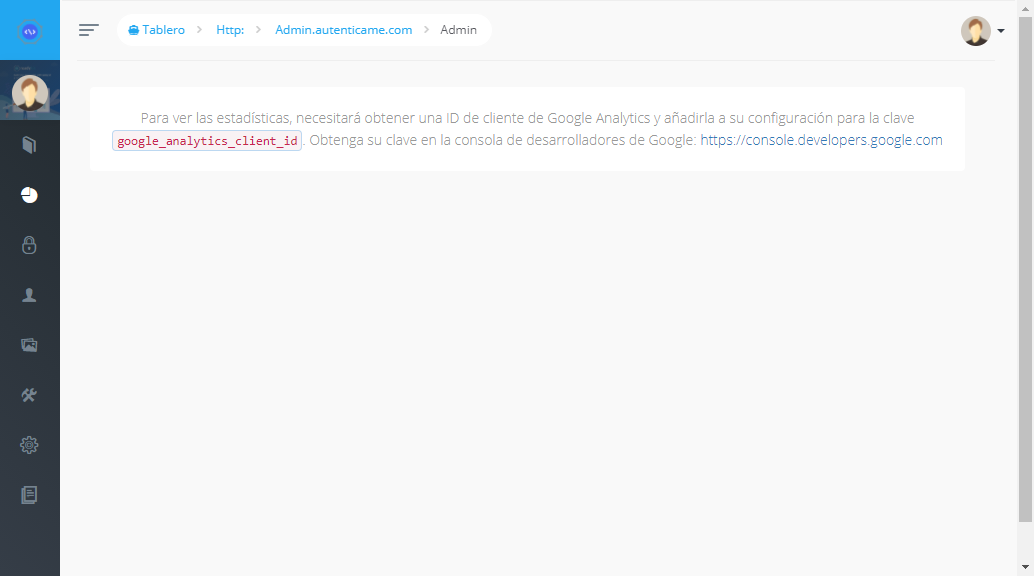 Tablero > Http: > Admin.autenticame.com > Admin
Para ver las estadísticas, necesitará obtener una ID de cliente de Google Analytics y añadirla a su configuración para la clave
google_analytics_client_id. Obtenga su clave en la consola de desarrolladores de Google: https://console.developers.google.com